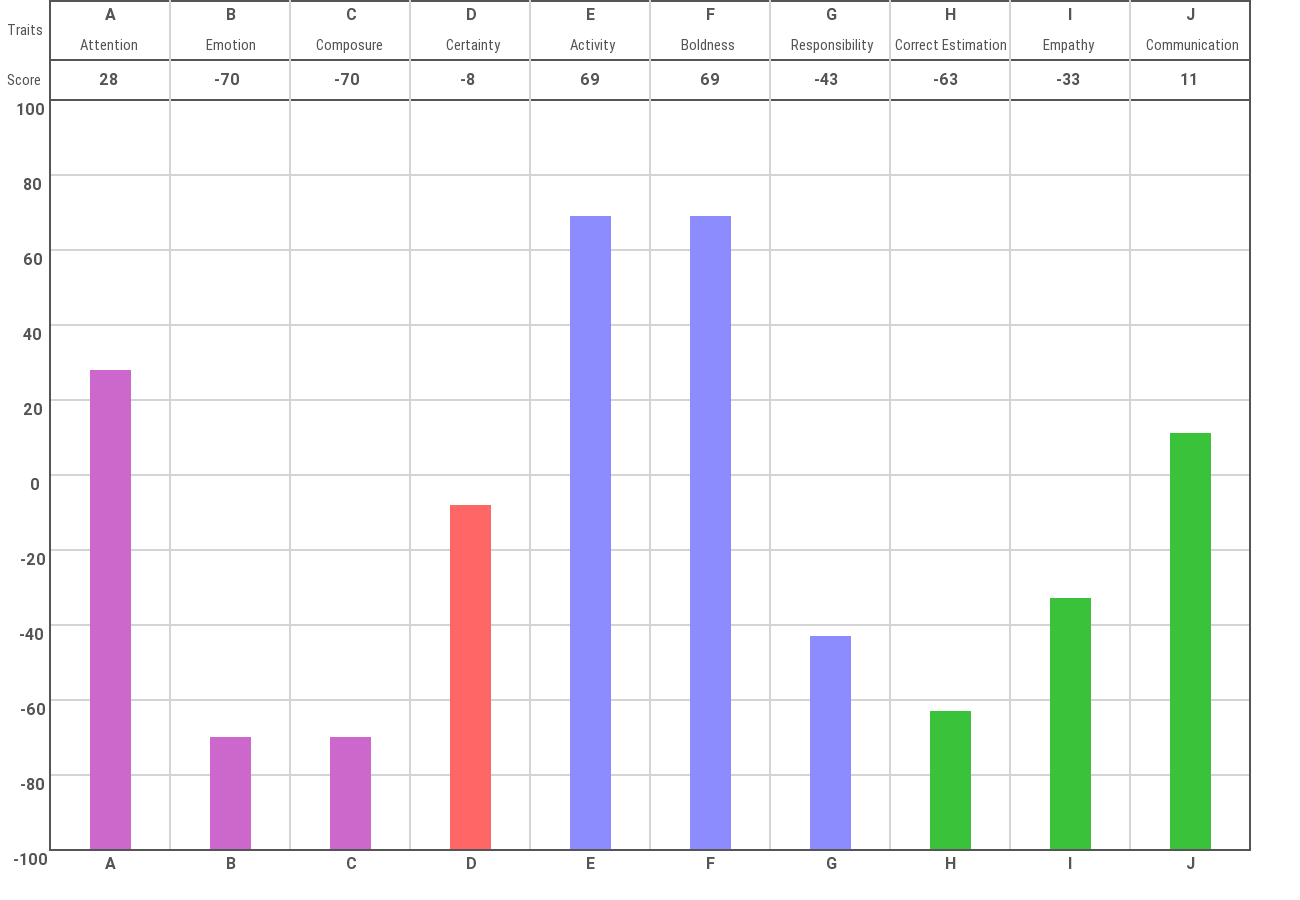 Traits
A B C D E F G H I J
Attention Emotion Composure Certainty Activity Boldness Responsibility Correct Estimation Empathy Communication
Score 28 -70 -70 -8 69 69 -43 -63 -33 11
100
80
60
40
20
0
-20
-40
-60
-80
-100
A B C D E F G H I J